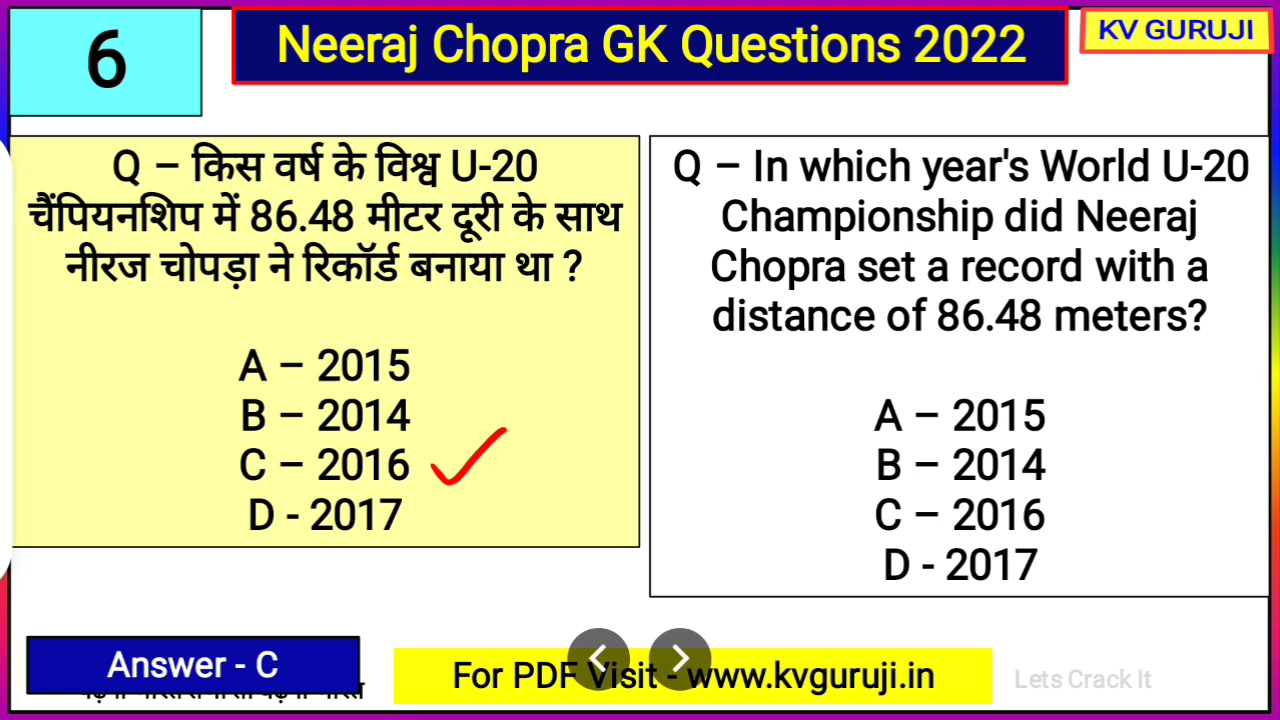 6
Neeraj Chopra GK Questions 2022
KV GURUJI
Q – किस वर्ष के विश्व U-20
चैंपियनशिप में 86.48 मीटर दूरी के साथ
नीरज चोपड़ा ने रिकॉर्ड बनाया था ?
A – 2015
B – 2014
C – 2016
D - 2017
Q – In which year's World U-20
Championship did Neeraj
Chopra set a record with a
distance of 86.48 meters?
A – 2015
B – 2014
C – 2016
D - 2017
Answer - C
For PDF Visit - www.kvguruji.in
Lets Crack It